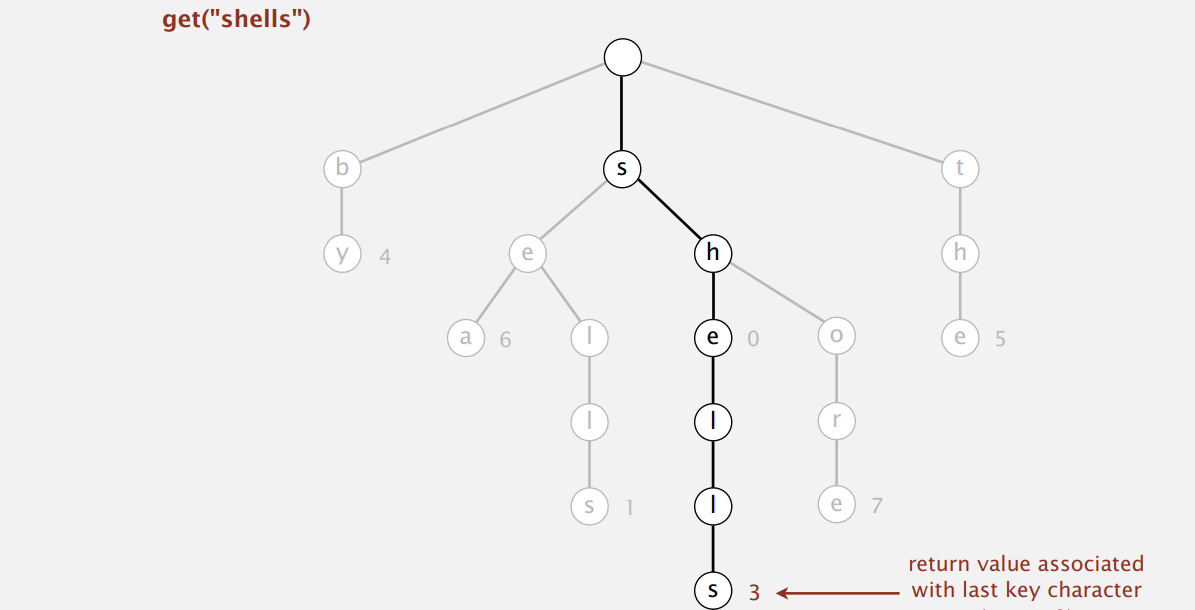 get("shells")
b s t
y 4 e h h
a 6 l e 0 o e 5
l l r
s 1 l e 7
return value associated
s 3 with last key character